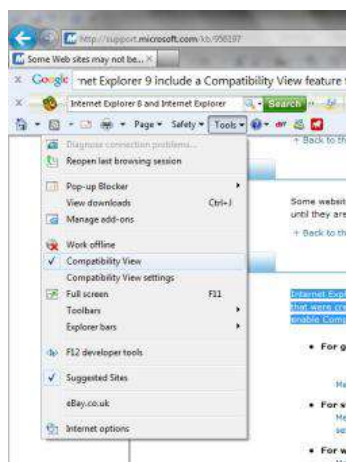 http://support.microsoft.com/kb/956197
Some Web sites may not be...
x Google net Explorer 9 include a Compatibility View feature
x Internet Explorer 8 and Internet Explorer Search
Page Safety Tools
Diagnose connection problems...
Reopen last browsing session
Pop-up Blocker
View downloads Ctrl+J
Manage add-ons
Work offline
Compatibility View
Compatibility View settings
Full screen F11
Toolbars
Explorer bars
F12 developer tools
Suggested Sites
eBay.co.uk
Internet options
Back to th
Some websit
until they are
Back to th
Internet Expl
that were cre
enable Comp
For g
Me
For s
Me
se
For w